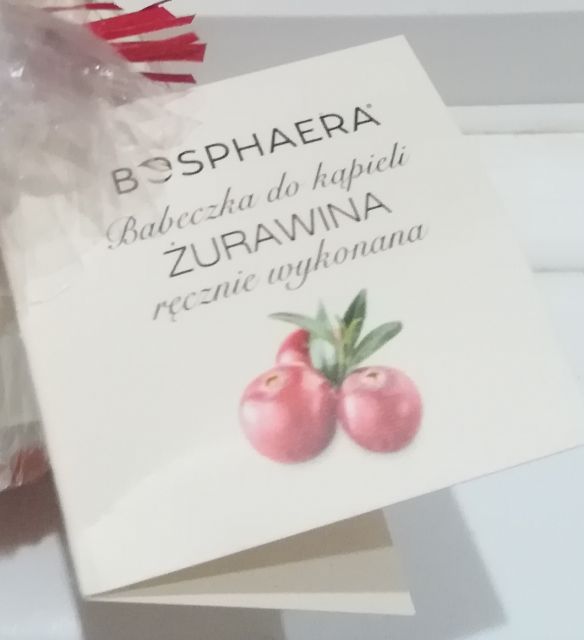 BOSPHAERA®
Babeczka do kąpieli
ŻURAWINA
ręcznie wykonana